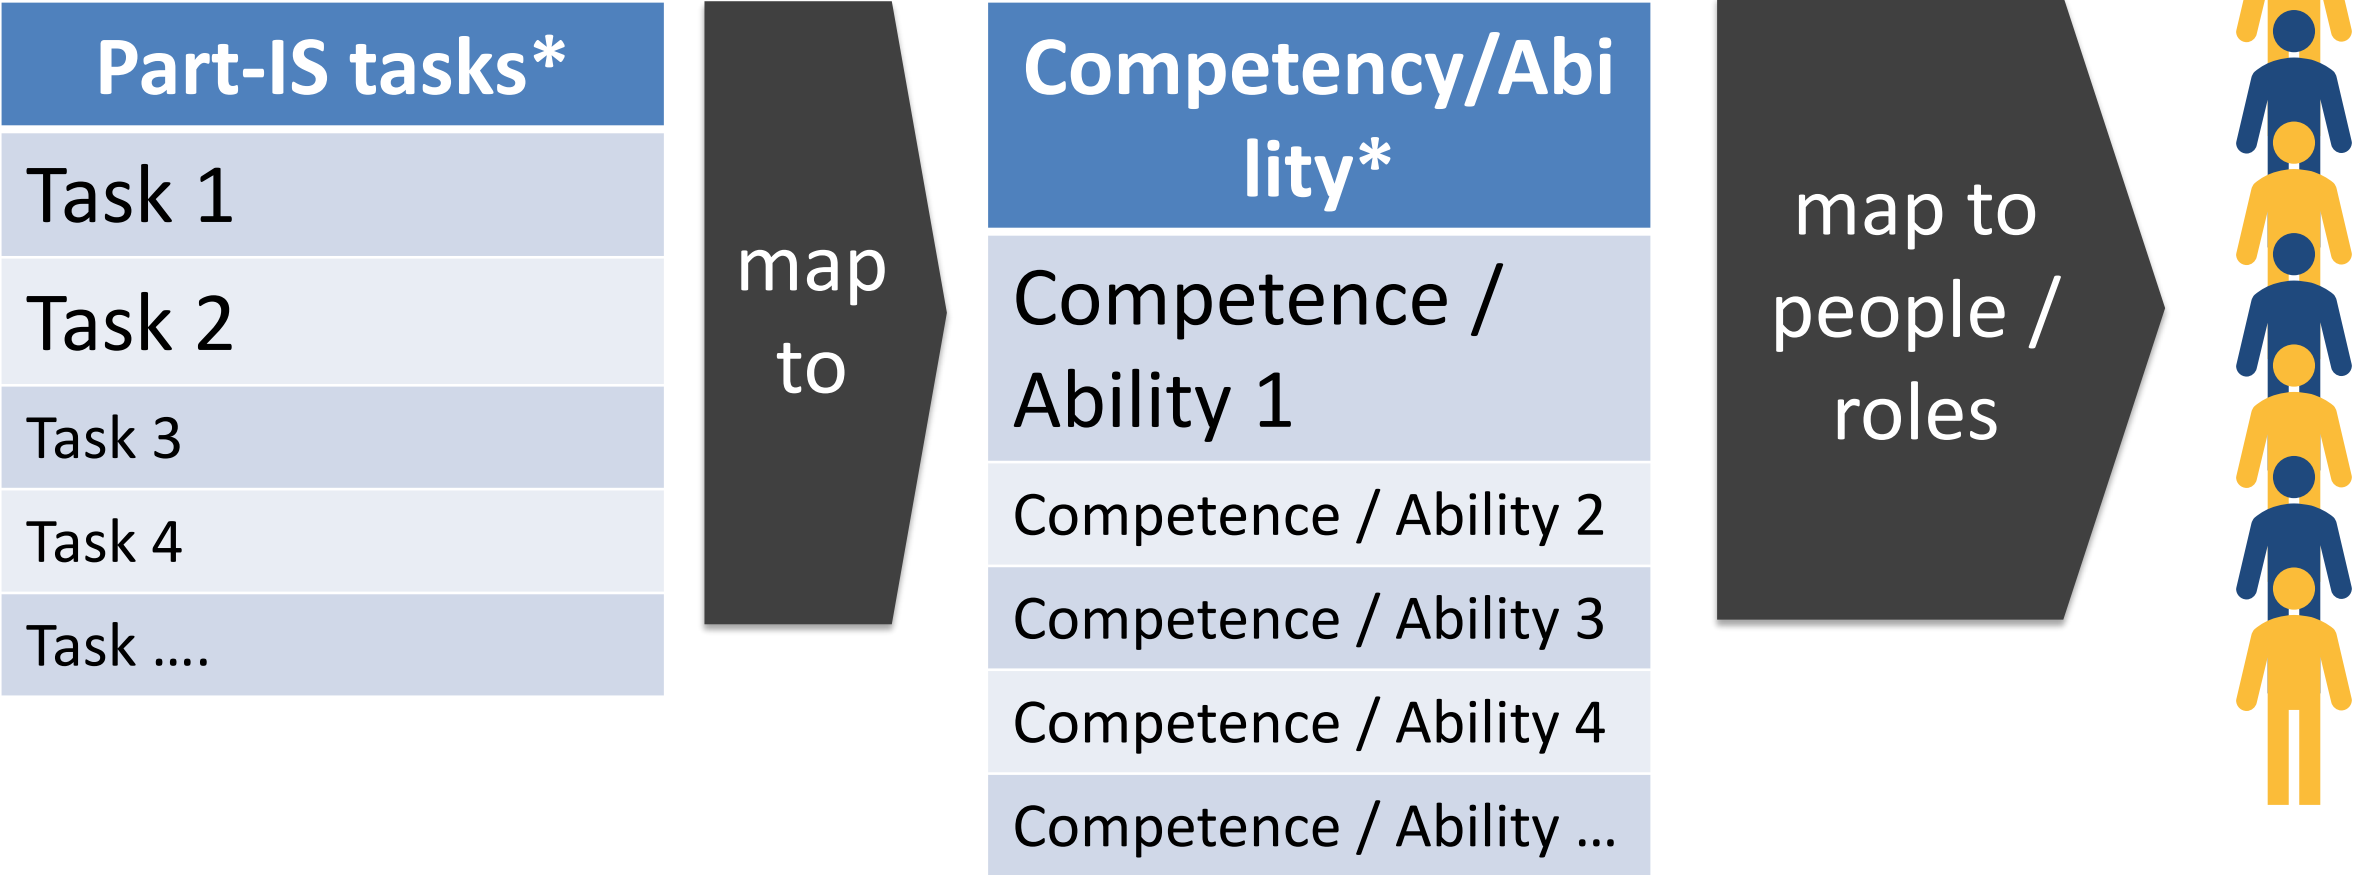 Part-IS tasks*
Task 1
Task 2
Task 3
Task 4
Task ....
map
to
Competency/Abi
lity*
Competence /
Ability 1
Competence / Ability 2
Competence / Ability 3
Competence / Ability 4
Competence / Ability ...
map to
people /
roles